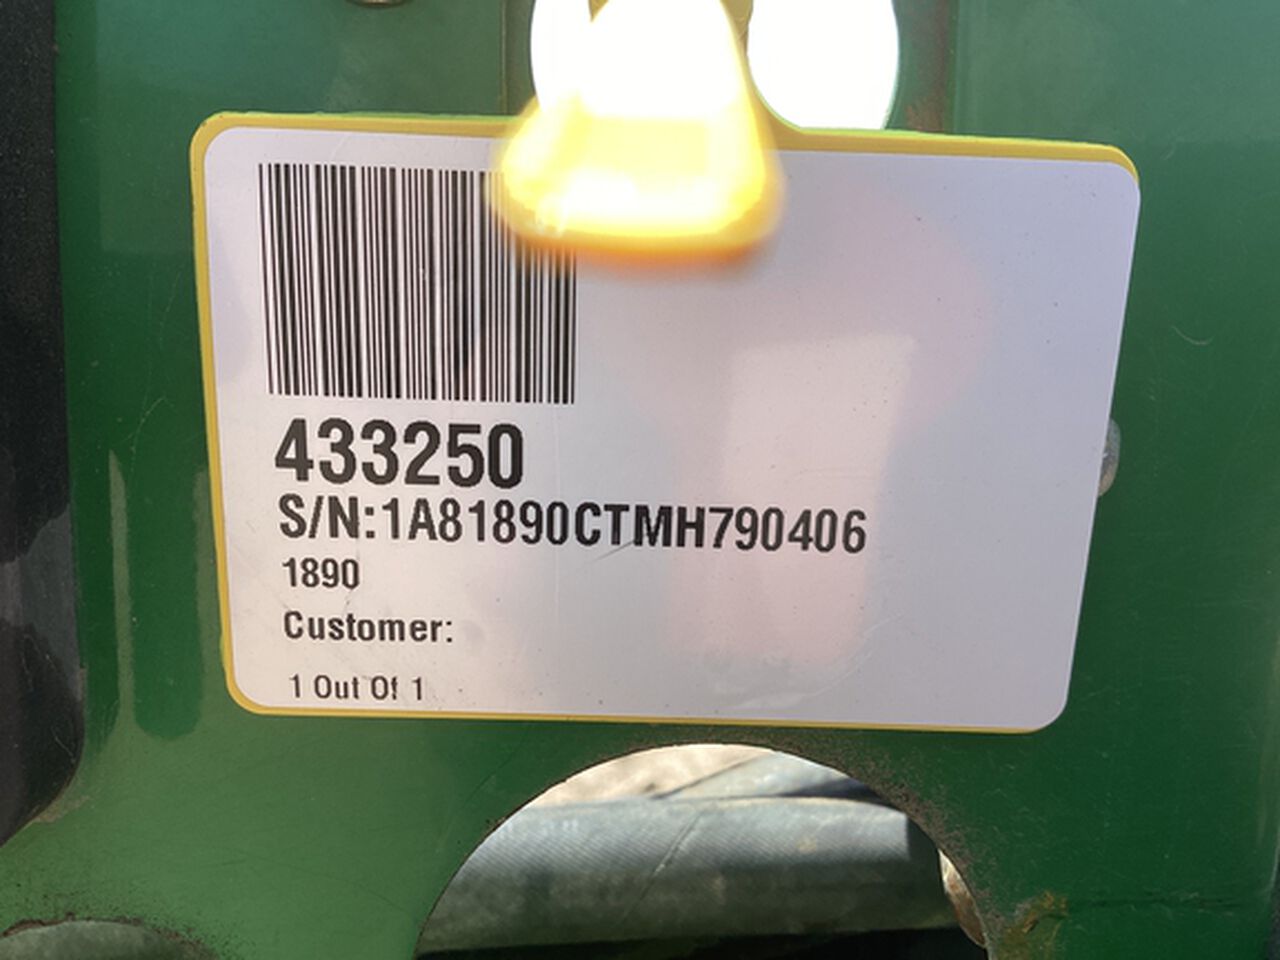 433250
S/N:1A81890CTMH790406
1890
Customer:
1 Out Of 1